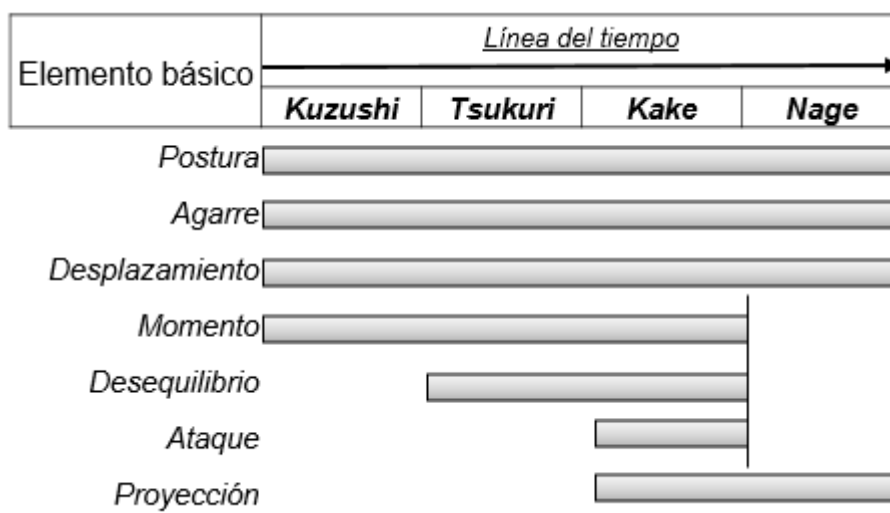 Línea del tiempo
Elemento básico
Kuzushi Tsukuri Kake Nage
Postura
Agarre
Desplazamiento
Momento
Desequilibrio
Ataque
Proyección